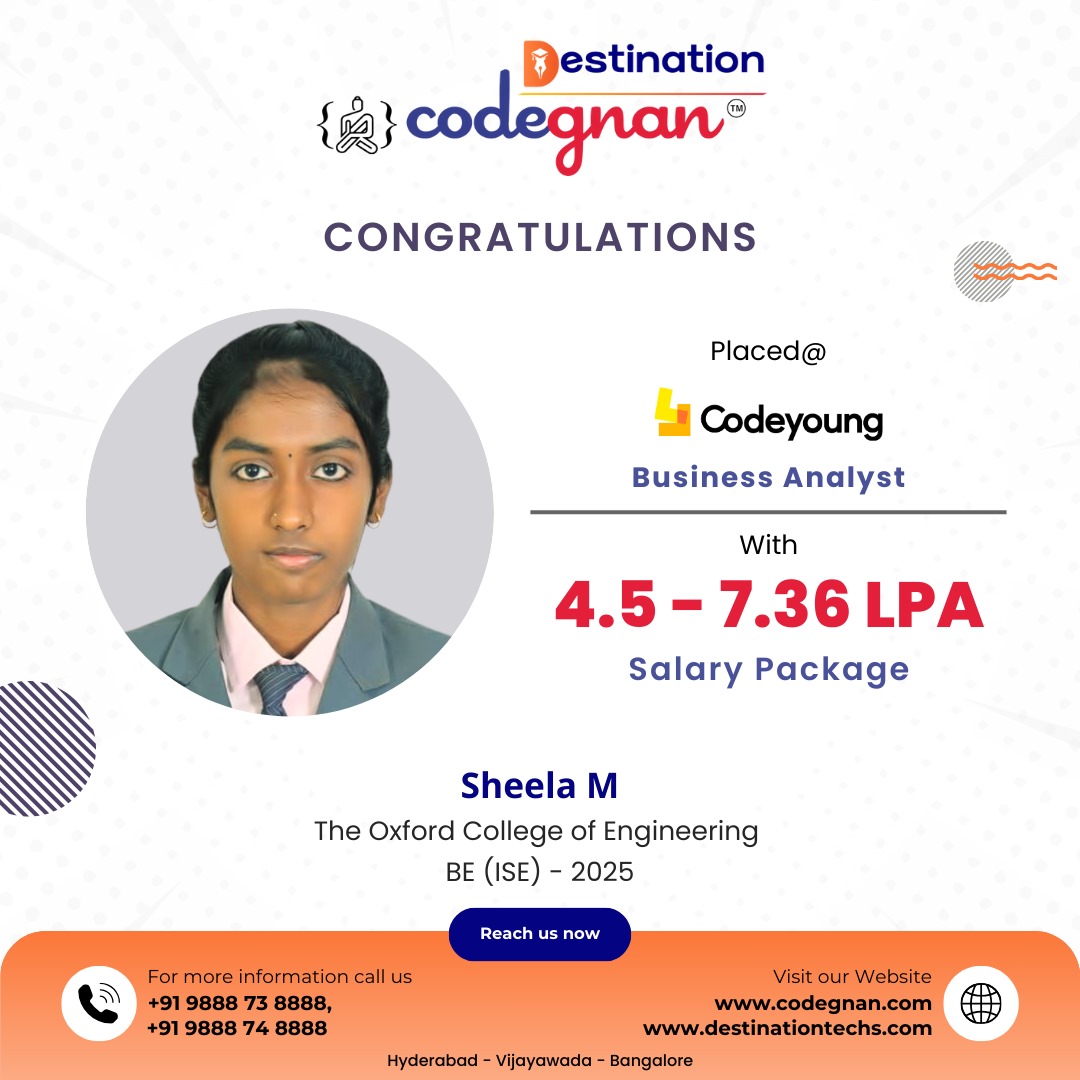 Destination
codegnan TM
CONGRATULATIONS
Placed@
Codeyoung
Business Analyst
With
4.5 - 7.36 LPA
Salary Package
Sheela M
The Oxford College of Engineering
BE (ISE) - 2025
Reach us now
For more information call us
+91 9888 73 8888,
+91 9888 74 8888
Visit our Website
www.codegnan.com
www.destinationtechs.com
Hyderabad - Vijayawada - Bangalore